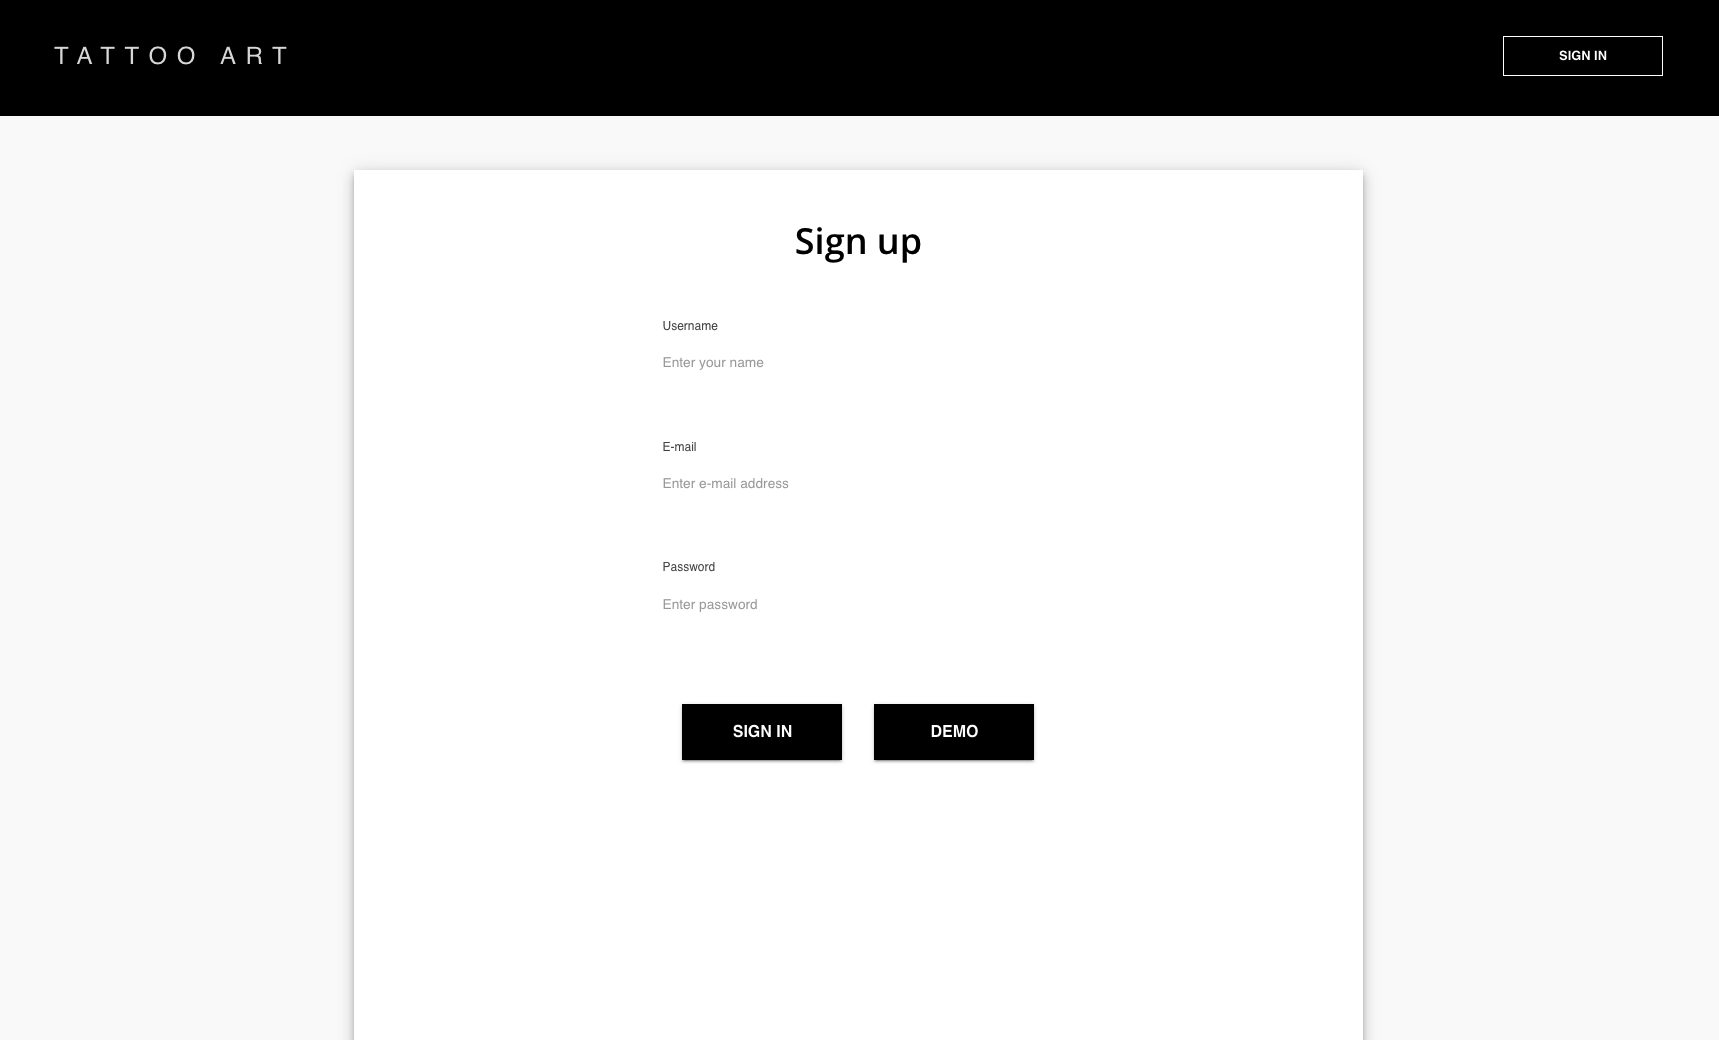 TATTOO ART
SIGN IN
Sign up
Username
Enter your name
E-mail
Enter e-mail address
Password
Enter password
SIGN IN
DEMO